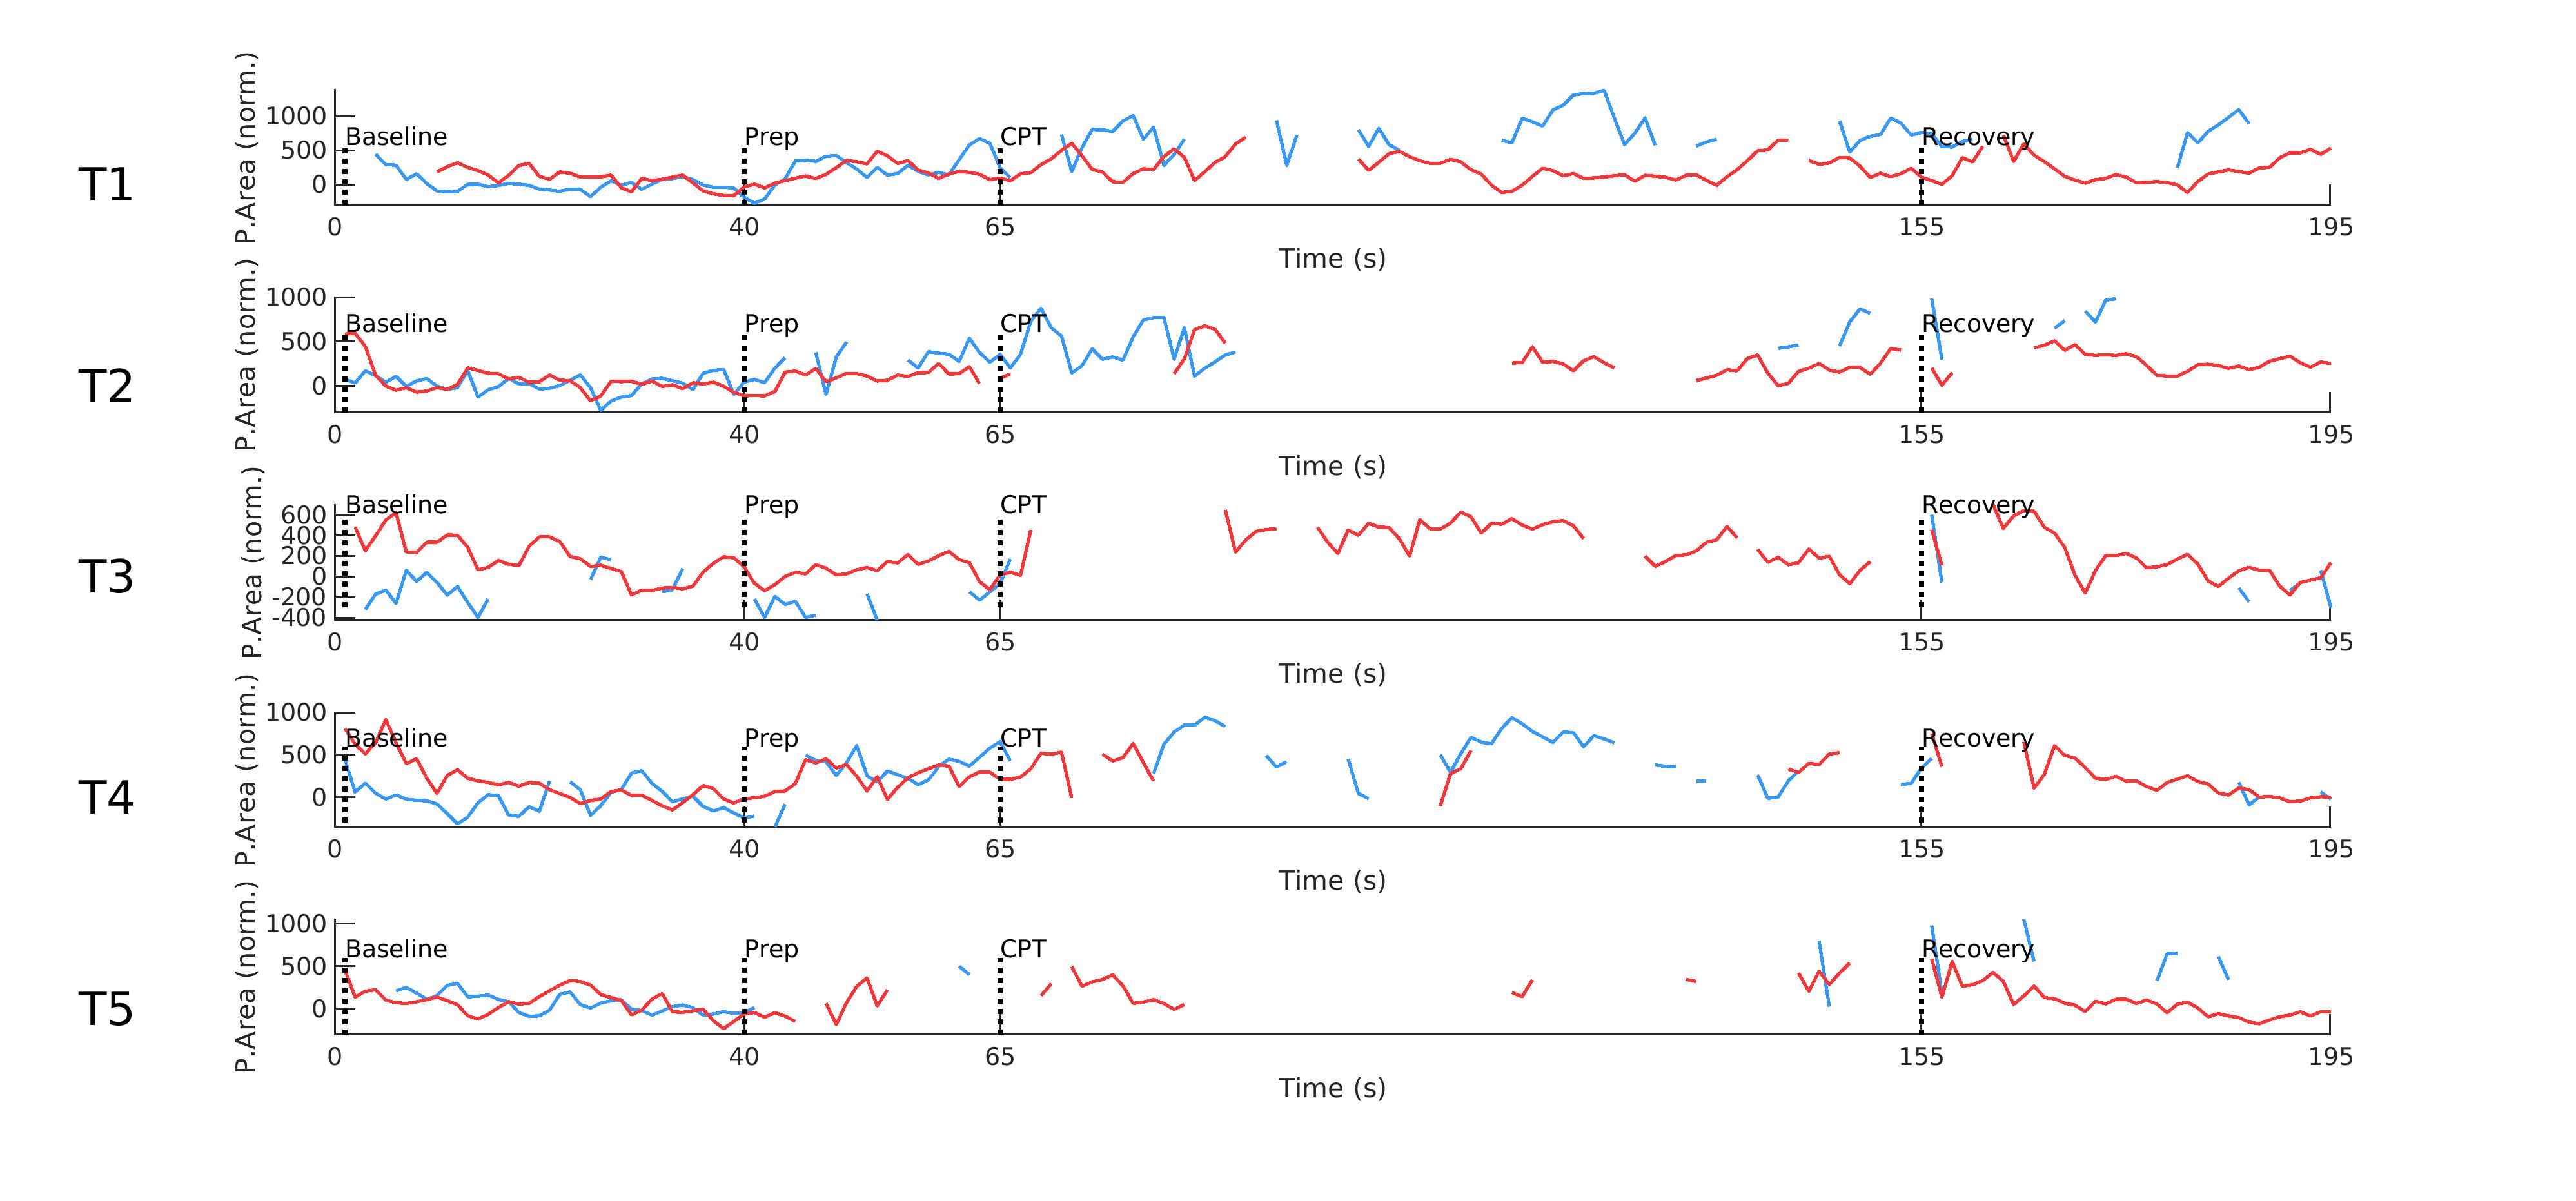 T1
P.Area (norm.)
1000
500
0
Baseline
Prep
CPT
Recovery
0 40 65 155 195
Time (s)
T2
P.Area (norm.)
1000
500
0
Baseline
Prep
CPT
Recovery
0 40 65 155 195
Time (s)
T3
P.Area (norm.)
600
400
200
0
-200
-400
Baseline
Prep
CPT
Recovery
0 40 65 155 195
Time (s)
T4
P.Area (norm.)
1000
500
0
Baseline
Prep
CPT
Recovery
0 40 65 155 195
Time (s)
T5
P.Area (norm.)
1000
500
0
Baseline
Prep
CPT
Recovery
0 40 65 155 195
Time (s)